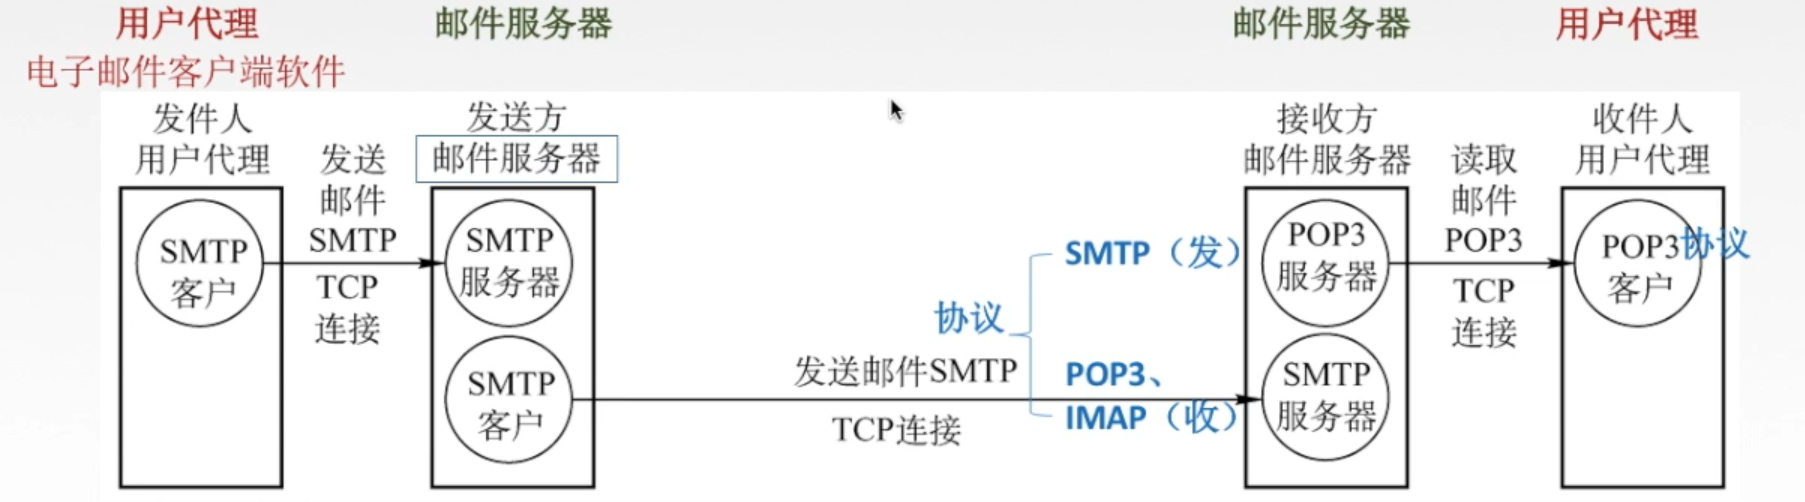 用户代理
电子邮件客户端软件
邮件服务器
邮件服务器
用户代理
发件人
用户代理
发送
邮件
SMTP
TCP
连接
发送方
邮件服务器
接收方
邮件服务器
读取
邮件
POP3
TCP
连接
收件人
用户代理
SMTP
客户
SMTP
服务器
SMTP
客户
发送邮件SMTP
TCP连接
协议
SMTP（发）
POP3、
IMAP（收）
POP3
服务器
SMTP
服务器
POP3
客户
协议